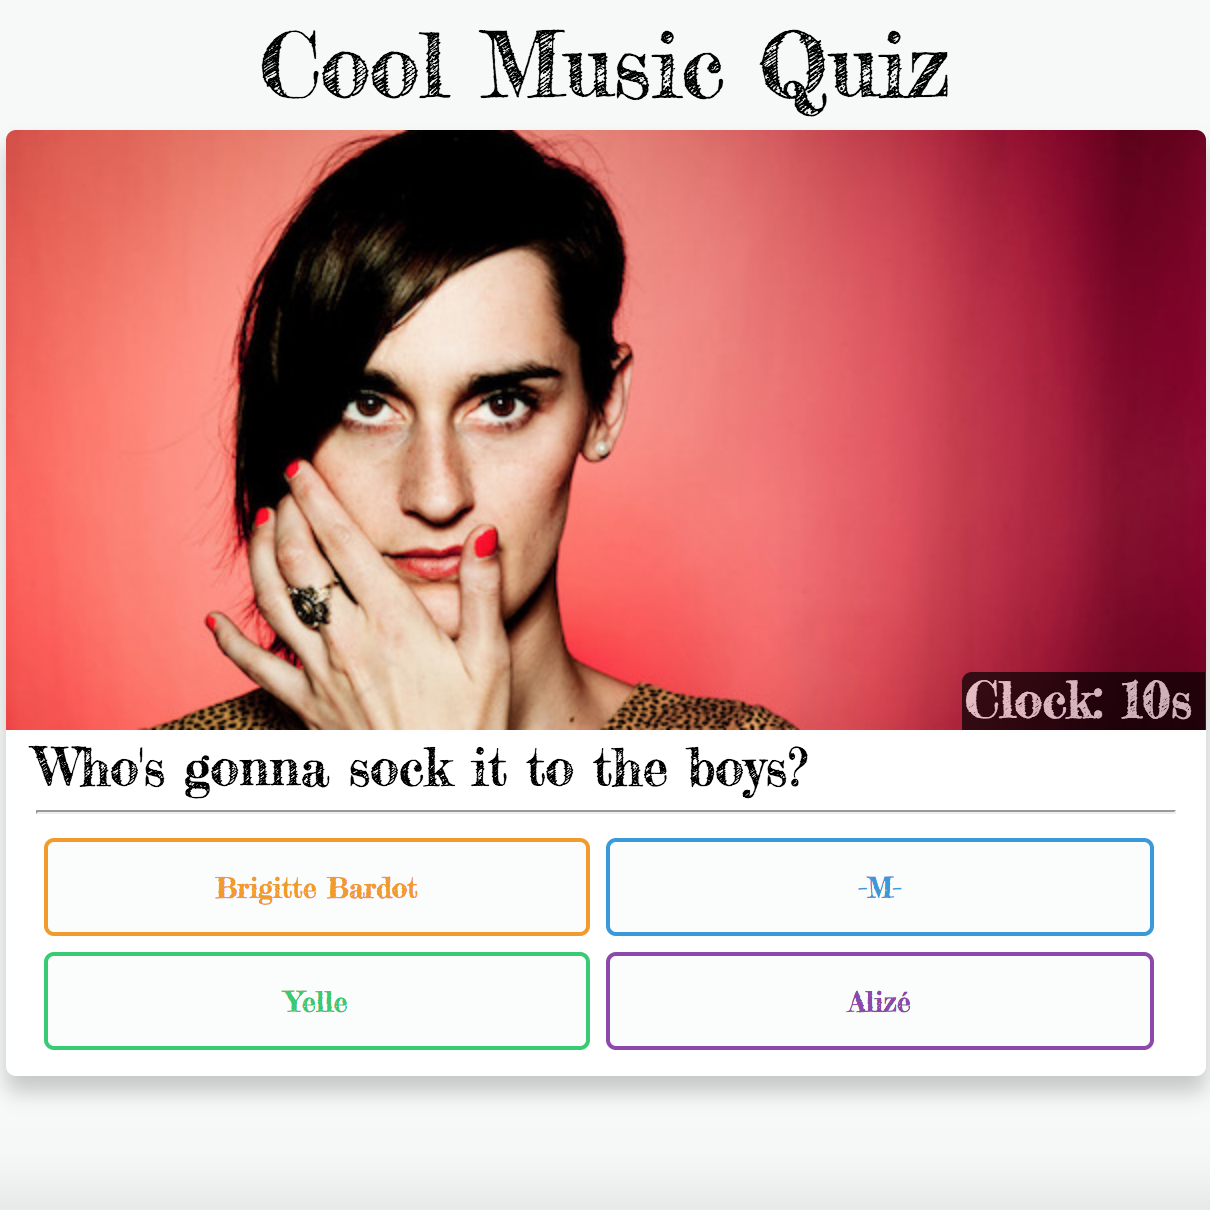 Cool Music Quiz
Clock: 10s
Who's gonna sock it to the boys?
Brigitte Bardot
-M-
Yelle
Alizé